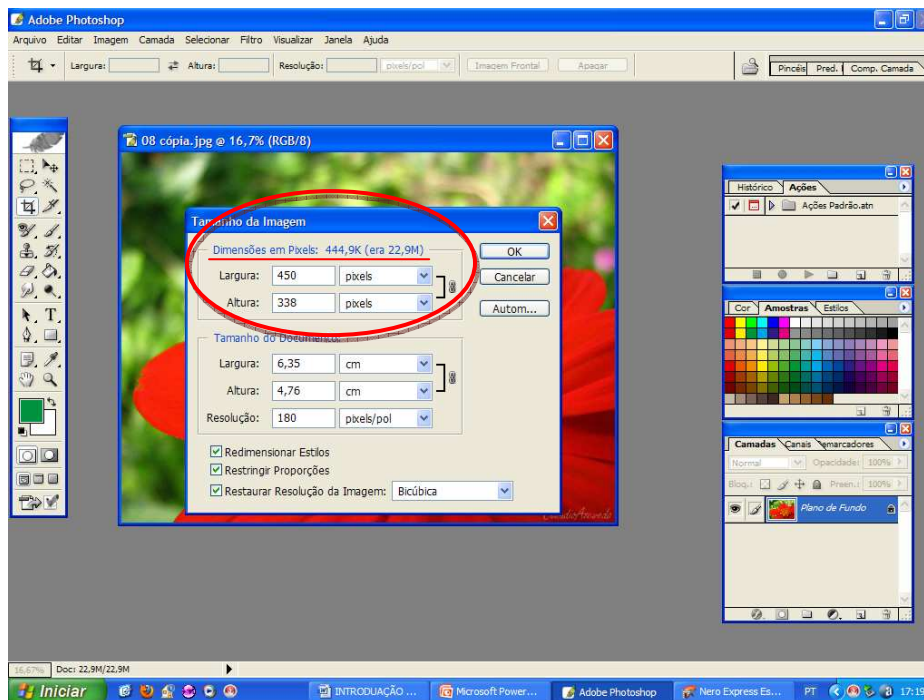 Adobe Photoshop
Arquivo Editar Imagem Camada Selecionar Filtro Visualizar Janela Ajuda
Largura: Altura: Resolução: pixels/pol Imagem Frontal Apagar Pincéis Pred. Comp. Camada
08 cópia.jpg @ 16,7% (RGB/8)
Tamanho da Imagem
Dimensões em Pixels: 444,9K (era 22,9M)
Largura: 450 pixels
Altura: 338 pixels
OK
Cancelar
Autom...
Tamanho do Documento:
Largura: 6,35 cm
Altura: 4,76 cm
Resolução: 180 pixels/pol
Redimensionar Estilos
Restringir Proporções
Restaurar Resolução da Imagem: Bicúbica
Histórico Ações
Ações Padrão.atn
Cor Amostras Estilos
Camadas Canais emarcadores
Normal Opacidade: 100%
Bloq.: Preen.: 100%
Plano de Fundo
16,67% Doc: 22,9M/22,9M
Iniciar INTRODUAÇÃO ... Microsoft Power... Adobe Photoshop Nero Express Es... PT